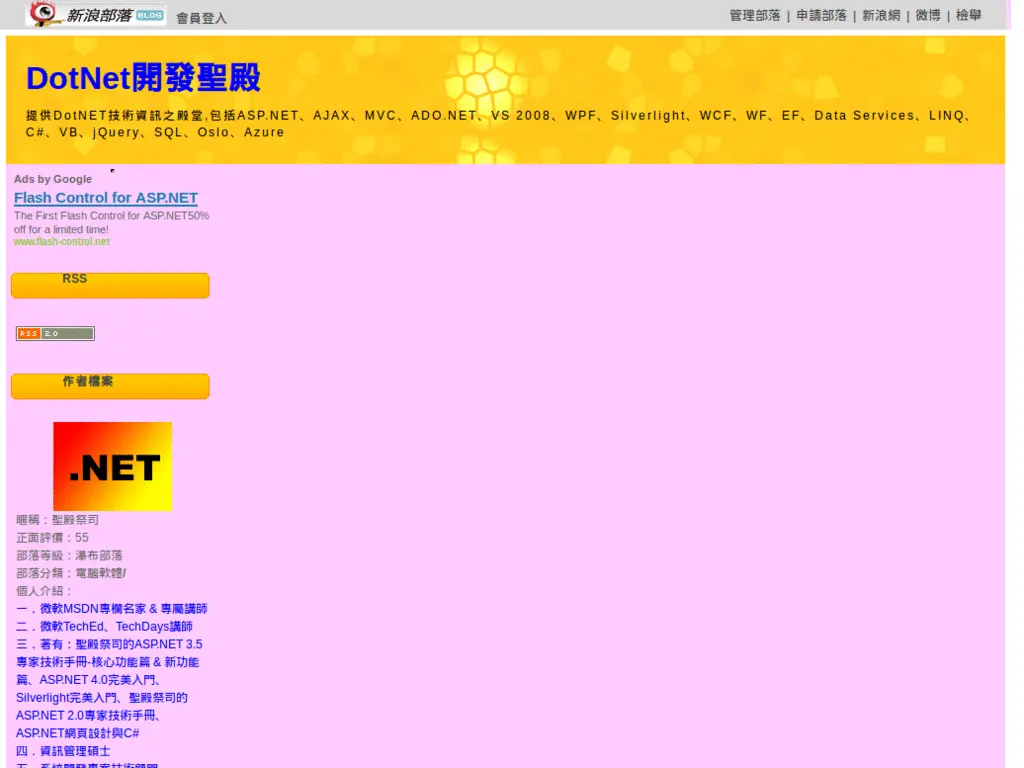 新浪部落 BLOG 會員登入
管理部落 | 申請部落 | 新浪網 | 微博 | 檢舉
DotNet開發聖殿
提供DotNET技術資訊之殿堂,包括ASP.NET、AJAX、MVC、ADO.NET、VS 2008、WPF、Silverlight、WCF、WF、EF、Data Services、LINQ、
C#、VB、jQuery、SQL、Oslo、Azure
Ads by Google
Flash Control for ASP.NET
The First Flash Control for ASP.NET50%
off for a limited time!
www.flash-control.net
RSS
RSS 2.0
作者檔案
.NET
暱稱：聖殿祭司
正面評價：55
部落等級：瀑布部落
部落分類：電腦軟體/
個人介紹：
一．微軟MSDN專欄名家 & 專屬講師
二．微軟TechEd、TechDays講師
三．著有：聖殿祭司的ASP.NET 3.5
專家技術手冊-核心功能篇 & 新功能
篇、ASP.NET 4.0完美入門、
Silverlight完美入門、聖殿祭司的
ASP.NET 2.0專家技術手冊、
ASP.NET網頁設計與C#
四．資訊管理碩士
五．系統開發專案技術顧問